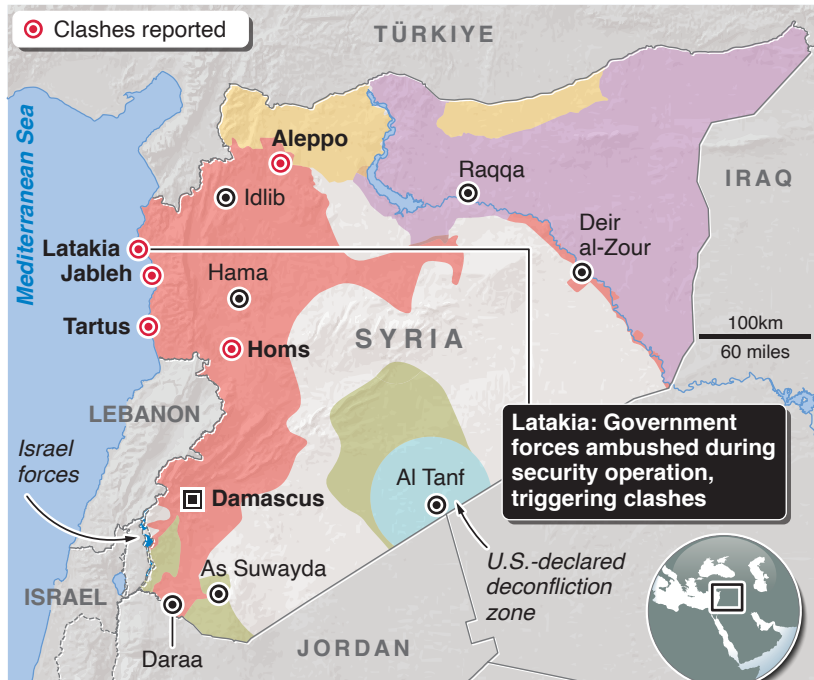 Clashes reported
TÜRKIYE
Mediterranean Sea
Aleppo
Idlib
Raqqa
IRAQ
Deir
al-Zour
Latakia
Jableh
Hama
Tartus
Homs
SYRIA
100km
60 miles
LEBANON
Israel
forces
Latakia: Government
forces ambushed during
security operation,
triggering clashes
Al Tanf
Damascus
U.S.-declared
deconfliction
zone
As Suwayda
ISRAEL
Daraa
JORDAN